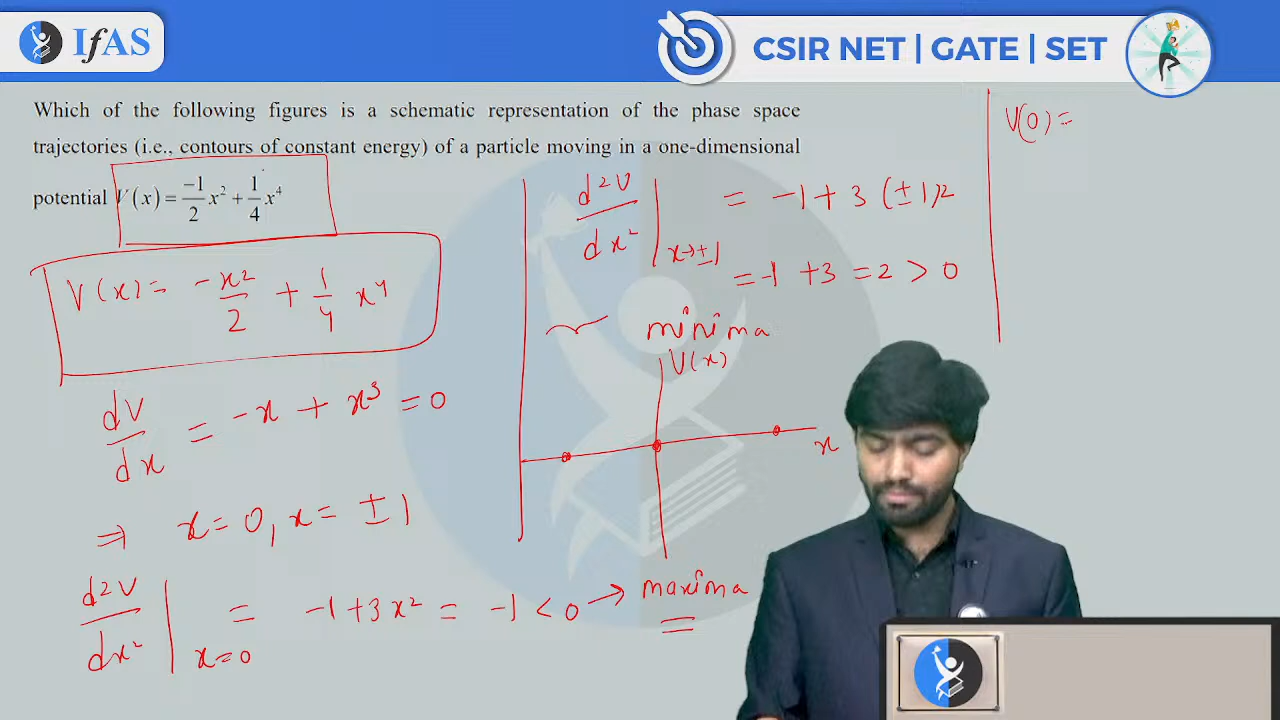 IfAS
CSIR NET | GATE | SET
Which of the following figures is a schematic representation of the phase space
trajectories (i.e., contours of constant energy) of a particle moving in a one-dimensional
potential V(x) = -1/2 x² + 1/4 x⁴
V(x) = -x²/2 + 1/4 x⁴
dV/dx = -x + x³ = 0
⇒ x = 0, x = ±1
d²V/dx² |x=0 = -1 + 3x² = -1 < 0 → maxima
d²V/dx² |x→±1 = -1 + 3(±1)2
= -1 + 3 = 2 > 0
minima
V(x)
x
V(0) =